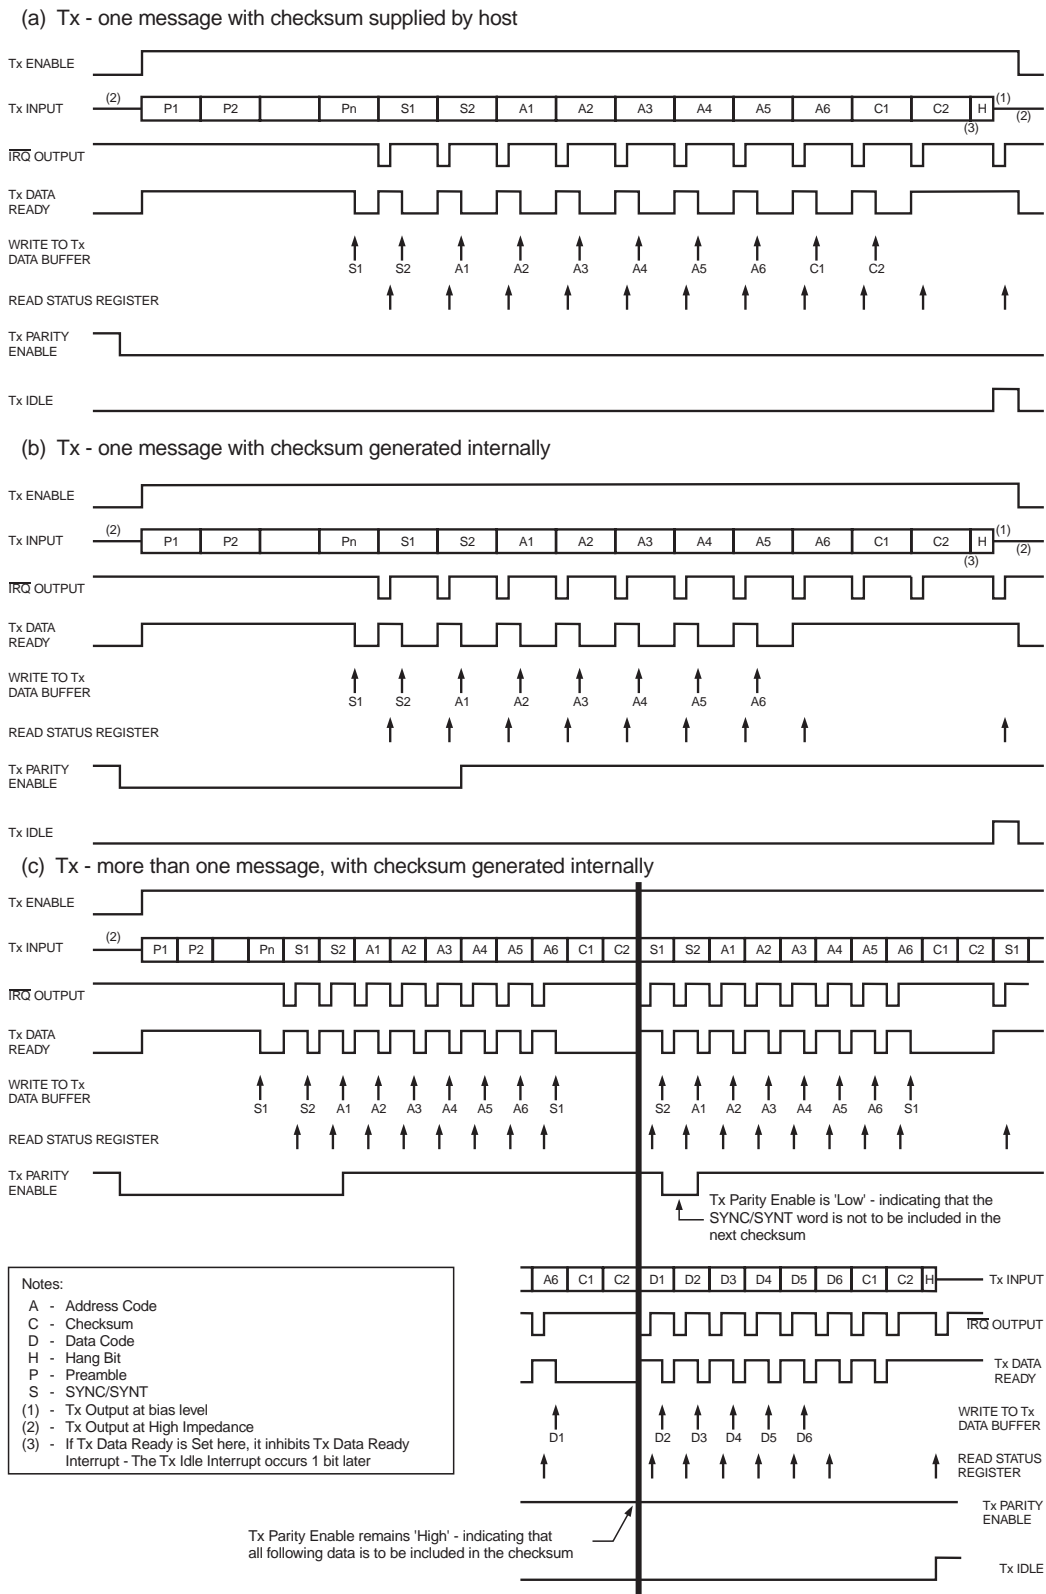 (a) Tx - one message with checksum supplied by host
Tx ENABLE
Tx INPUT (2) P1 P2 Pn S1 S2 A1 A2 A3 A4 A5 A6 C1 C2 H (1)
(3) (2)
IRQ OUTPUT
Tx DATA
READY
WRITE TO Tx
DATA BUFFER
S1 S2 A1 A2 A3 A4 A5 A6 C1 C2
READ STATUS REGISTER
Tx PARITY
ENABLE
Tx IDLE
(b) Tx - one message with checksum generated internally
Tx ENABLE
Tx INPUT (2) P1 P2 Pn S1 S2 A1 A2 A3 A4 A5 A6 C1 C2 H (1)
(3) (2)
IRQ OUTPUT
Tx DATA
READY
WRITE TO Tx
DATA BUFFER
S1 S2 A1 A2 A3 A4 A5 A6
READ STATUS REGISTER
Tx PARITY
ENABLE
Tx IDLE
(c) Tx - more than one message, with checksum generated internally
Tx ENABLE
Tx INPUT (2) P1 P2 Pn S1 S2 A1 A2 A3 A4 A5 A6 C1 C2 S1 S2 A1 A2 A3 A4 A5 A6 C1 C2 S1
IRQ OUTPUT
Tx DATA
READY
WRITE TO Tx
DATA BUFFER
S1 S2 A1 A2 A3 A4 A5 A6 S1 S2 A1 A2 A3 A4 A5 A6 S1
READ STATUS REGISTER
Tx PARITY
ENABLE
Tx Parity Enable is 'Low' - indicating that the
SYNC/SYNT word is not to be included in the
next checksum
Notes:
A - Address Code
C - Checksum
D - Data Code
H - Hang Bit
P - Preamble
S - SYNC/SYNT
(1) - Tx Output at bias level
(2) - Tx Output at High Impedance
(3) - If Tx Data Ready is Set here, it inhibits Tx Data Ready
Interrupt - The Tx Idle Interrupt occurs 1 bit later
A6 C1 C2 D1 D2 D3 D4 D5 D6 C1 C2 H Tx INPUT
IRQ OUTPUT
Tx DATA
READY
WRITE TO Tx
DATA BUFFER
D1 D2 D3 D4 D5 D6
READ STATUS
REGISTER
Tx PARITY
ENABLE
Tx Parity Enable remains 'High' - indicating that
all following data is to be included in the checksum
Tx IDLE